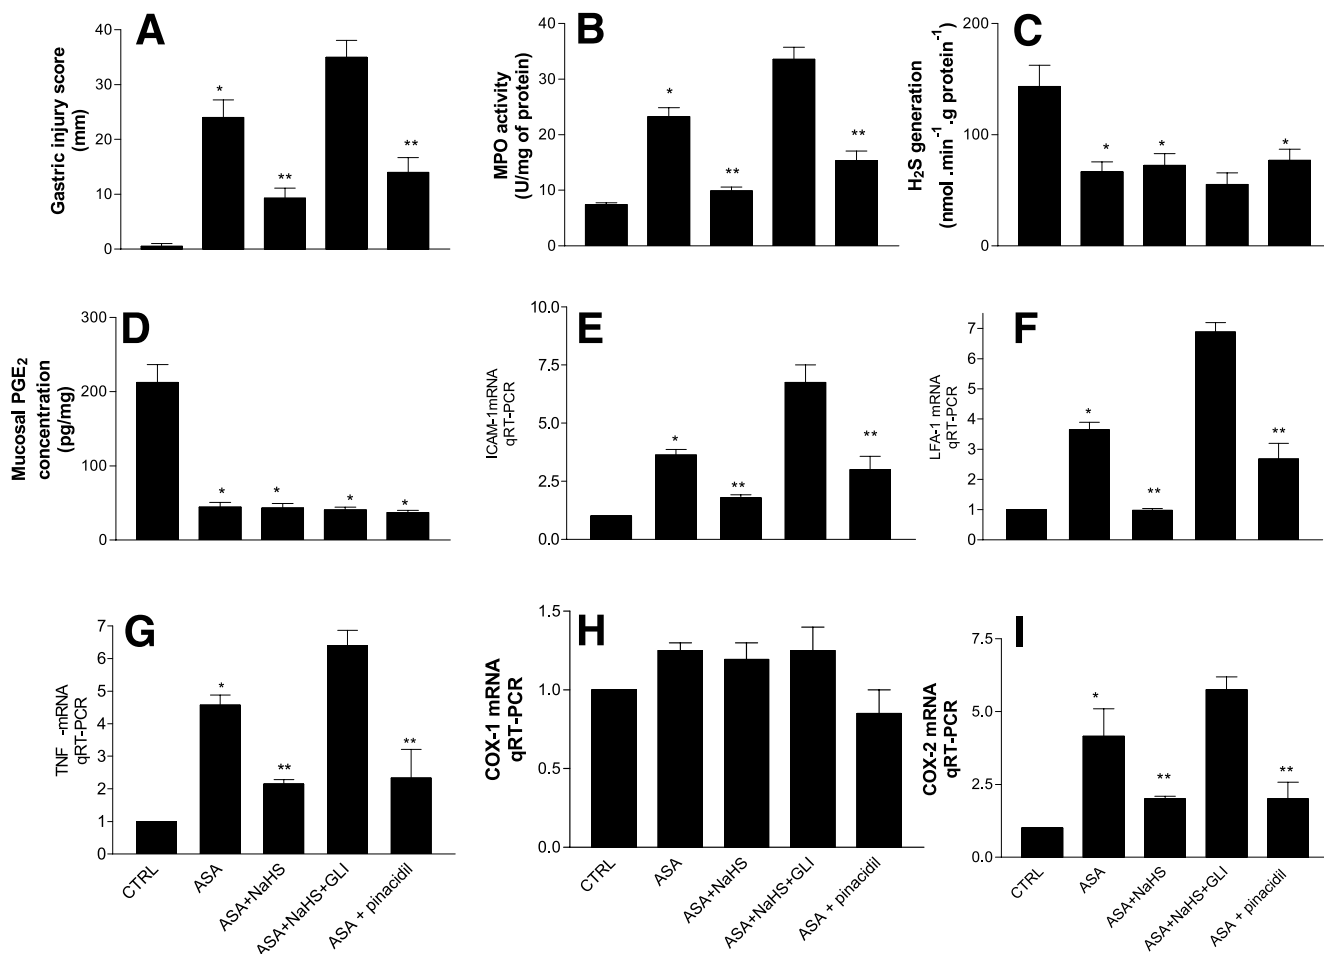 A
Gastric injury score
(mm)
40
30
20
10
0
*
**
**
B
MPO activity
(U/mg of protein)
40
30
20
10
0
*
**
**
C
H₂S generation
(nmol .min⁻¹.g protein⁻¹)
200
100
0
*
*
*
D
Mucosal PGE₂
concentration
(pg/mg)
300
200
100
0
*
*
*
*
E
ICAM-1mRNA
qRT-PCR
10.0
7.5
5.0
2.5
0.0
*
**
**
F
LFA-1 mRNA
qRT-PCR
7
6
5
4
3
2
1
0
*
**
**
G
TNF -mRNA
qRT-PCR
7
6
5
4
3
2
1
0
*
**
**
CTRL
ASA
ASA+NaHS
ASA+NaHS+GLI
ASA + pinacidil
H
COX-1 mRNA
qRT-PCR
1.5
1.0
0.5
0.0
CTRL
ASA
ASA+NaHS
ASA+NaHS+GLI
ASA + pinacidil
I
COX-2 mRNA
qRT-PCR
7.5
5.0
2.5
0.0
*
**
**
CTRL
ASA
ASA+NaHS
ASA+NaHS+GLI
ASA + pinacidil